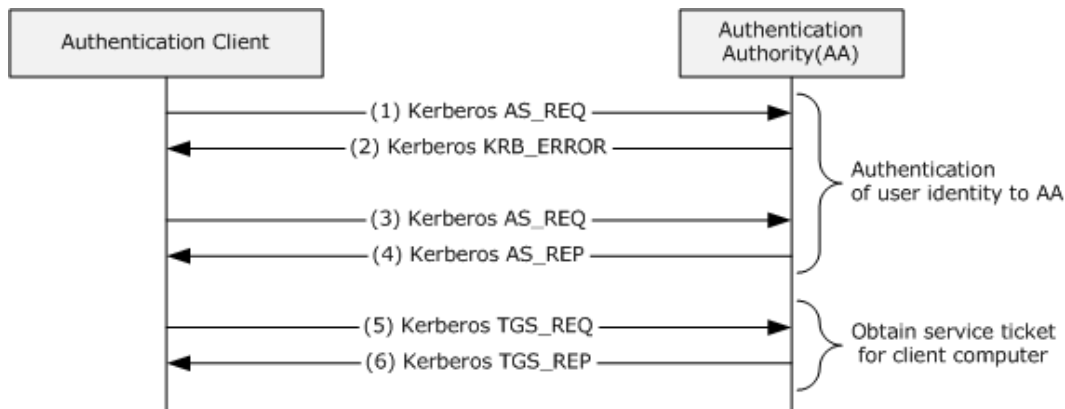 Authentication Client
Authentication
Authority(AA)
(1) Kerberos AS_REQ
(2) Kerberos KRB_ERROR
(3) Kerberos AS_REQ
(4) Kerberos AS_REP
Authentication
of user identity to AA
(5) Kerberos TGS_REQ
(6) Kerberos TGS_REP
Obtain service ticket
for client computer